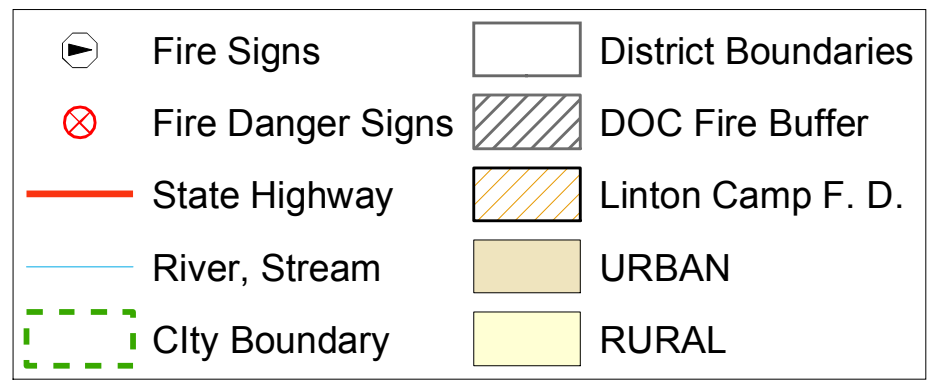 Fire Signs
Fire Danger Signs
State Highway
River, Stream
CIty Boundary
District Boundaries
DOC Fire Buffer
Linton Camp F. D.
URBAN
RURAL